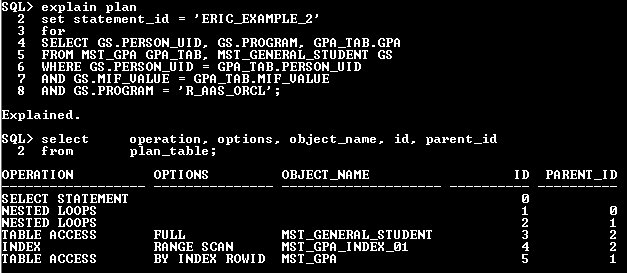 SQL> explain plan
2 set statement_id = 'ERIC_EXAMPLE_2'
3 for
4 SELECT GS.PERSON_UID, GS.PROGRAM, GPA_TAB.GPA
5 FROM MST_GPA GPA_TAB, MST_GENERAL_STUDENT GS
6 WHERE GS.PERSON_UID = GPA_TAB.PERSON_UID
7 AND GS.MIF_VALUE = GPA_TAB.MIF_VALUE
8 AND GS.PROGRAM = 'R_AAS_ORCL';
Explained.
SQL> select operation, options, object_name, id, parent_id
2 from plan_table;
OPERATION OPTIONS OBJECT_NAME ID PARENT_ID
SELECT STATEMENT 0
NESTED LOOPS 1 0
NESTED LOOPS 2 1
TABLE ACCESS FULL MST_GENERAL_STUDENT 3 2
INDEX RANGE SCAN MST_GPA_INDEX_01 4 2
TABLE ACCESS BY INDEX ROWID MST_GPA 5 1